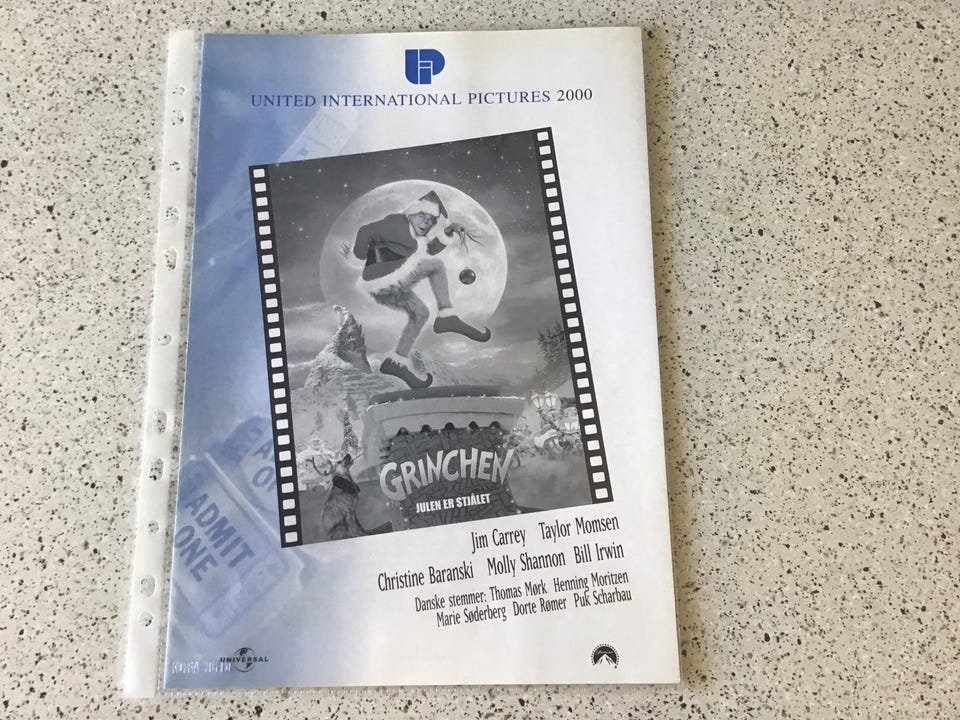 UNITED INTERNATIONAL PICTURES 2000
GRINCHEN
JULEN ER STJÅLET
Jim Carrey Taylor Momsen
Christine Baranski Molly Shannon Bill Irwin
Danske stemmer: Thomas Mørk Henning Moritzen
Marie Søderberg Dorte Rømer Puk Scharbau
ADMIT
ONE
UNIVERSAL